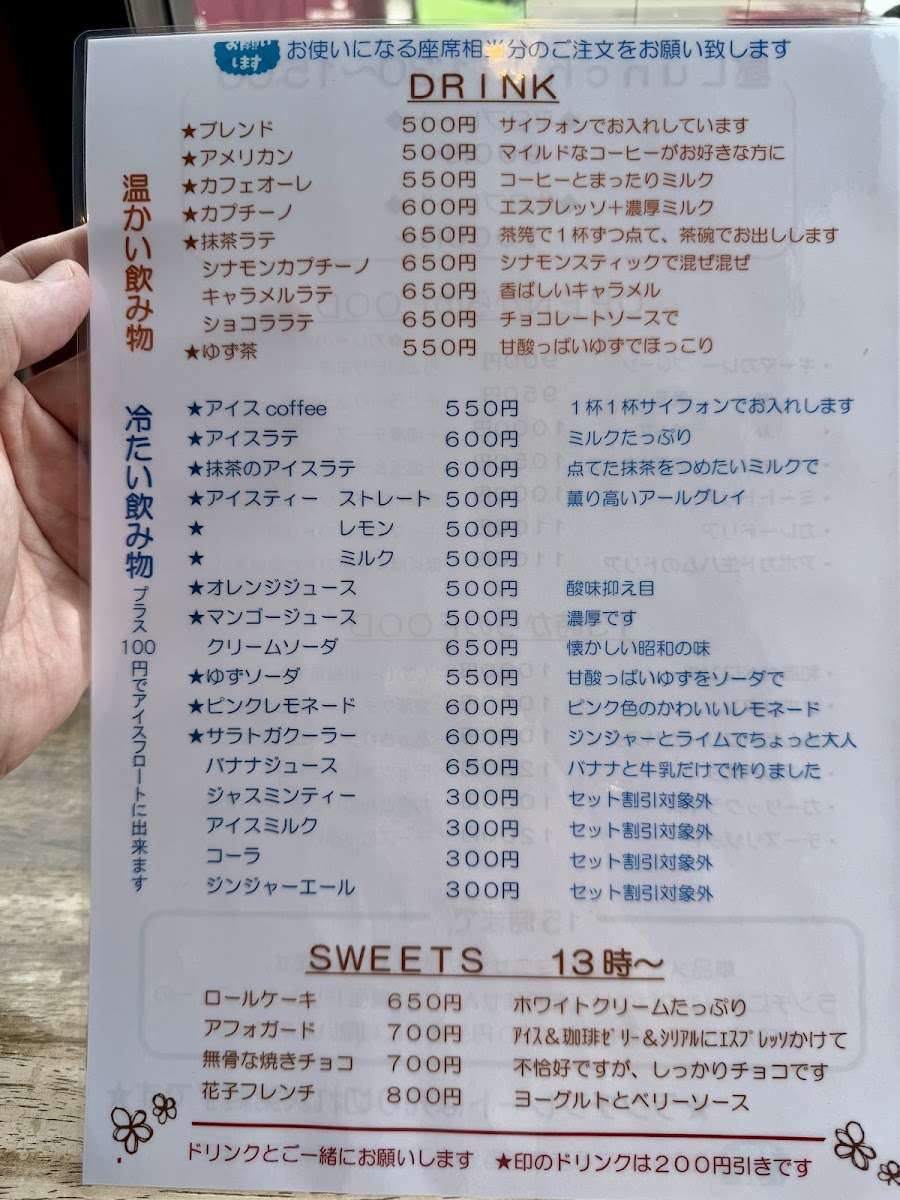 お願い
します
お使いになる座席相当分のご注文をお願い致します
DRINK
温かい飲み物
★ブレンド 500円 サイフォンでお入れしています
★アメリカン 500円 マイルドなコーヒーがお好きな方に
★カフェオーレ 550円 コーヒーとまったりミルク
★カプチーノ 600円 エスプレッソ＋濃厚ミルク
★抹茶ラテ 650円 茶筅で１杯ずつ点て、茶碗でお出しします
シナモンカプチーノ 650円 シナモンスティックで混ぜ混ぜ
キャラメルラテ 650円 香ばしいキャラメル
ショコララテ 650円 チョコレートソースで
★ゆず茶 550円 甘酸っぱいゆずでほっこり
冷たい飲み物
プラス100円でアイスフロートに出来ます
★アイスcoffee 550円 １杯１杯サイフォンでお入れします
★アイスラテ 600円 ミルクたっぷり
★抹茶のアイスラテ 600円 点てた抹茶をつめたいミルクで
★アイスティー　ストレート 500円 薫り高いアールグレイ
★　レモン 500円
★　ミルク 500円
★オレンジジュース 500円 酸味抑え目
★マンゴージュース 500円 濃厚です
クリームソーダ 650円 懐かしい昭和の味
★ゆずソーダ 550円 甘酸っぱいゆずをソーダで
★ピンクレモネード 600円 ピンク色のかわいいレモネード
★サラトガクーラー 600円 ジンジャーとライムでちょっと大人
バナナジュース 650円 バナナと牛乳だけで作りました
ジャスミンティー 300円 セット割引対象外
アイスミルク 300円 セット割引対象外
コーラ 300円 セット割引対象外
ジンジャーエール 300円 セット割引対象外
SWEETS　13時～
ロールケーキ 650円 ホワイトクリームたっぷり
アフォガード 700円 ｱｲｽ＆珈琲ｾﾞﾘｰ＆ｼﾘｱﾙにｴｽﾌﾟﾚｯｿかけて
無骨な焼きチョコ 700円 不恰好ですが、しっかりチョコです
花子フレンチ 800円 ヨーグルトとベリーソース
ドリンクとご一緒にお願いします　★印のドリンクは200円引きです